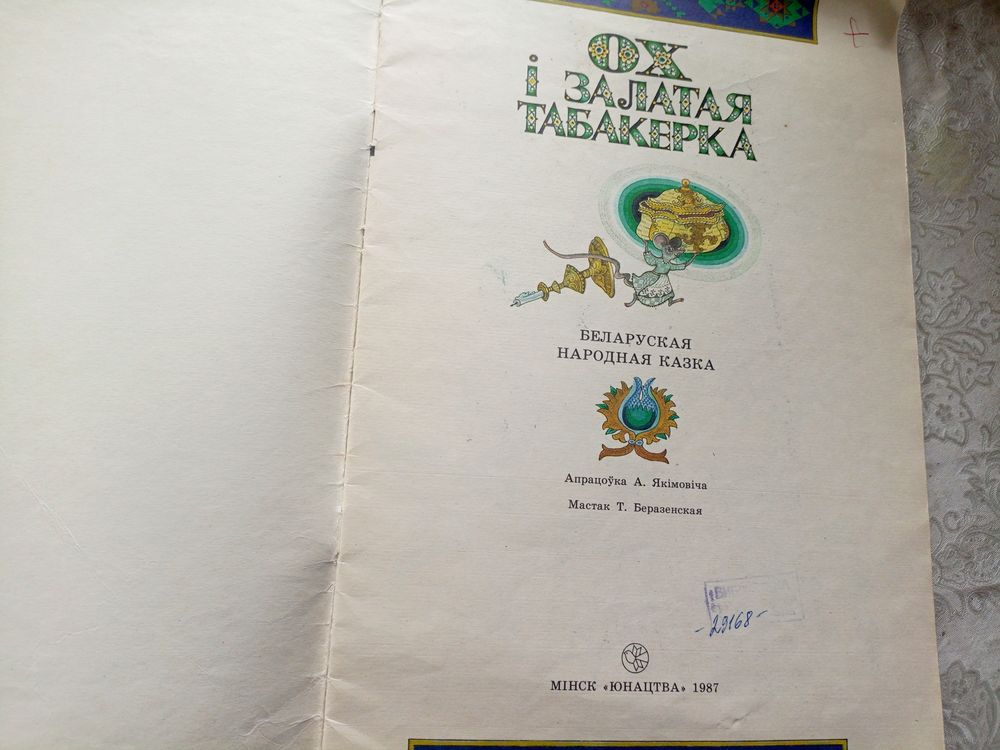 ОХ
і ЗАЛАТАЯ
ТАБАКЕРКА
БЕЛАРУСКАЯ
НАРОДНАЯ КАЗКА
Апрацоўка А. Якімовіча
Мастак Т. Беразенская
-29168-
МІНСК «ЮНАЦТВА» 1987